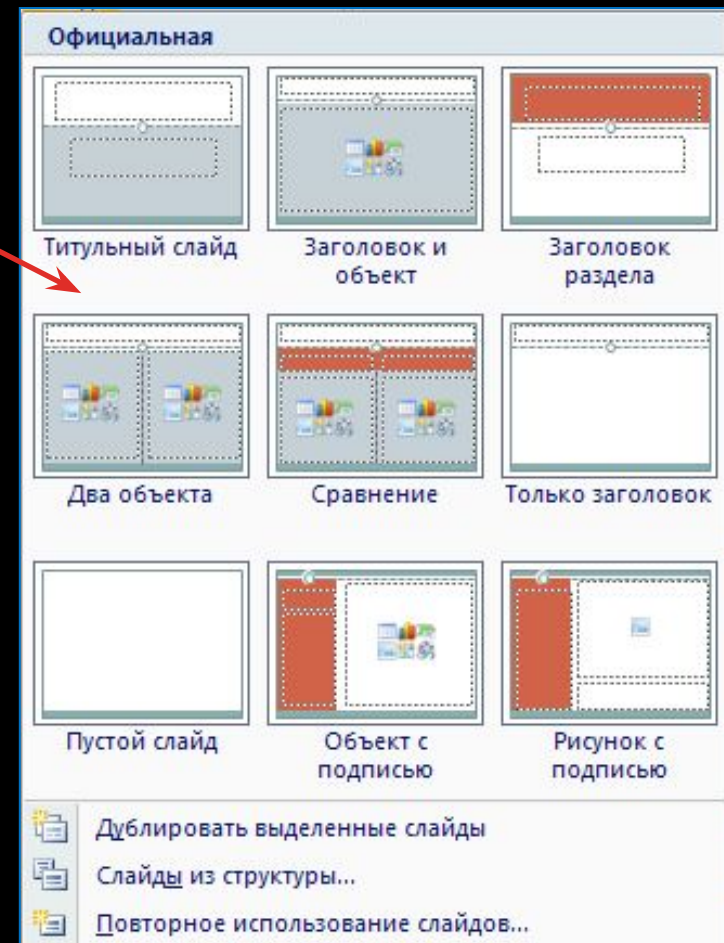 Официальная
Титульный слайд
Заголовок и
объект
Заголовок
раздела
Два объекта
Сравнение
Только заголовок
Пустой слайд
Объект с
подписью
Рисунок с
подписью
Дублировать выделенные слайды
Слайды из структуры...
Повторное использование слайдов...